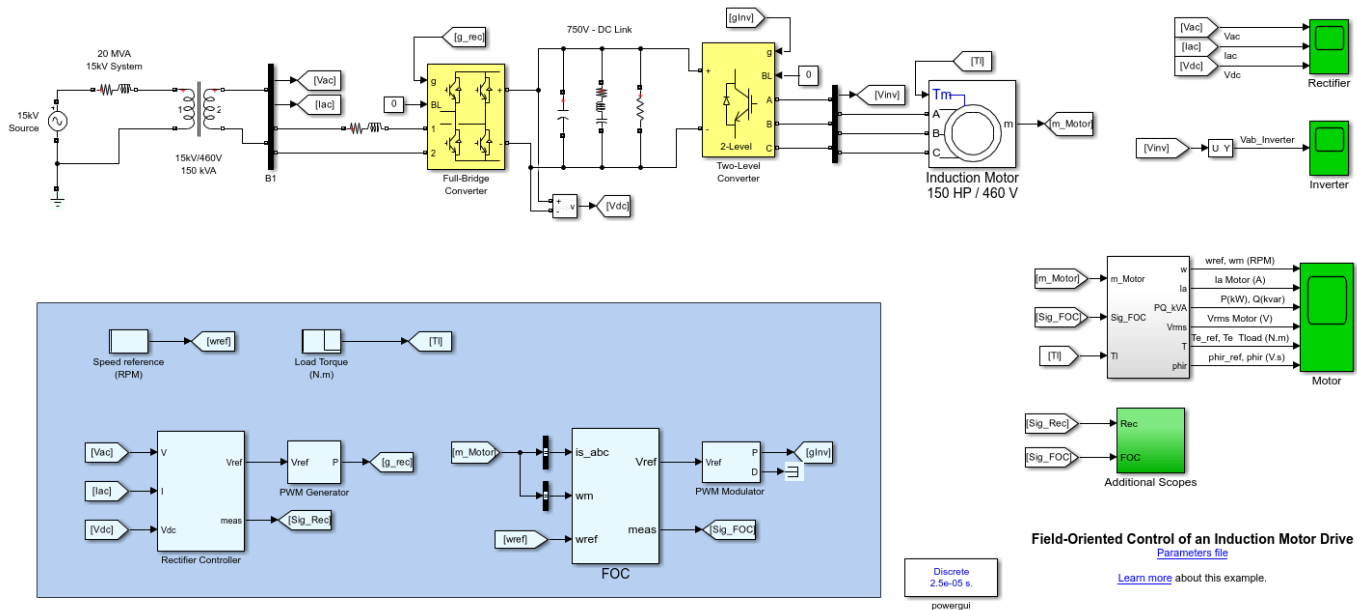 20 MVA
15kV System
15kV
Source
1
2
15kV/460V
150 kVA
B1
[Vac]
[Iac]
[g_rec]
0
g
BL
1
2
+
-
Full-Bridge
Converter
750V - DC Link
+
-
v
[Vdc]
[gInv]
g
BL
0
+
-
A
B
C
2-Level
Two-Level
Converter
[Vinv]
[Tl]
Tm
A
B
C
m
[m_Motor]
Induction Motor
150 HP / 460 V
[Vac]
Vac
[Iac]
Iac
[Vdc]
Vdc
Rectifier
[Vinv]
U Y
Vab_Inverter
Inverter
[m_Motor]
[Sig_FOC]
[Tl]
m_Motor
Sig_FOC
Tl
w
Ia
PQ_kVA
Vrms
T
phir
wref, wm (RPM)
Ia Motor (A)
P(kW), Q(kvar)
Vrms Motor (V)
Te_ref, Te Tload (N.m)
phir_ref, phir (V.s)
Motor
[Sig_Rec]
[Sig_FOC]
Rec
FOC
Additional Scopes
Speed reference
(RPM)
[wref]
Load Torque
(N.m)
[Tl]
[Vac]
[Iac]
[Vdc]
V
I
Vdc
Vref
meas
Rectifier Controller
Vref
P
PWM Generator
[g_rec]
[Sig_Rec]
[m_Motor]
[wref]
is_abc
wm
wref
Vref
meas
FOC
Vref
P
D
PWM Modulator
[gInv]
[Sig_FOC]
Discrete
2.5e-05 s.
powergui
Field-Oriented Control of an Induction Motor Drive
Parameters file
Learn more about this example.